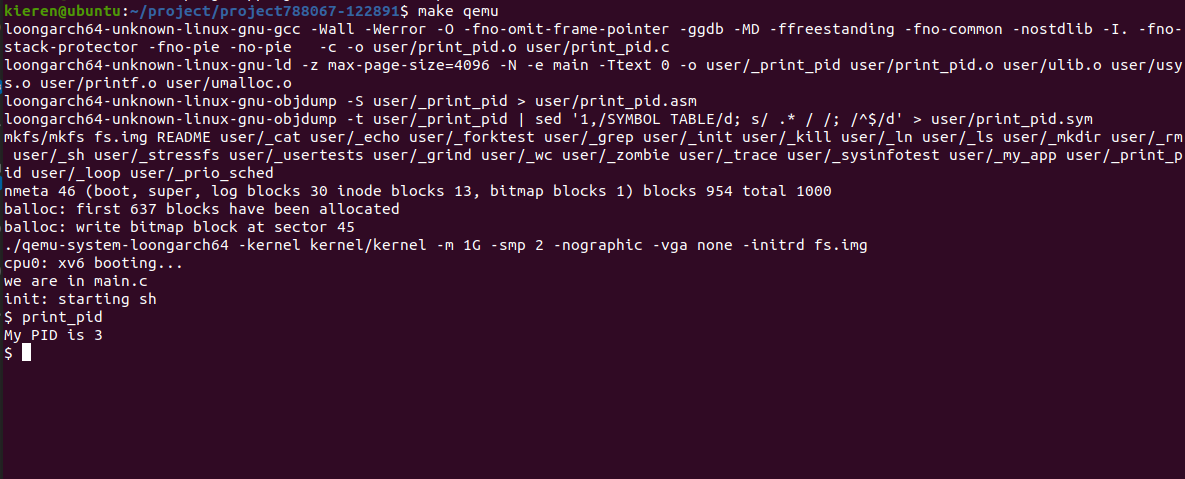 kieren@ubuntu:~/project/project788067-122891$ make qemu
loongarch64-unknown-linux-gnu-gcc -Wall -Werror -O -fno-omit-frame-pointer -ggdb -MD -ffreestanding -fno-common -nostdlib -I. -fno-
stack-protector -fno-pie -no-pie   -c -o user/print_pid.o user/print_pid.c
loongarch64-unknown-linux-gnu-ld -z max-page-size=4096 -N -e main -Ttext 0 -o user/_print_pid user/print_pid.o user/ulib.o user/usy
s.o user/printf.o user/umalloc.o
loongarch64-unknown-linux-gnu-objdump -S user/_print_pid > user/print_pid.asm
loongarch64-unknown-linux-gnu-objdump -t user/_print_pid | sed '1,/SYMBOL TABLE/d; s/ .* / /; /^$/d' > user/print_pid.sym
mkfs/mkfs fs.img README user/_cat user/_echo user/_forktest user/_grep user/_init user/_kill user/_ln user/_ls user/_mkdir user/_rm
 user/_sh user/_stressfs user/_usertests user/_grind user/_wc user/_zombie user/_trace user/_sysinfotest user/_my_app user/_print_p
id user/_loop user/_prio_sched
nmeta 46 (boot, super, log blocks 30 inode blocks 13, bitmap blocks 1) blocks 954 total 1000
balloc: first 637 blocks have been allocated
balloc: write bitmap block at sector 45
./qemu-system-loongarch64 -kernel kernel/kernel -m 1G -smp 2 -nographic -vga none -initrd fs.img
cpu0: xv6 booting...
we are in main.c
init: starting sh
$ print_pid
My PID is 3
$